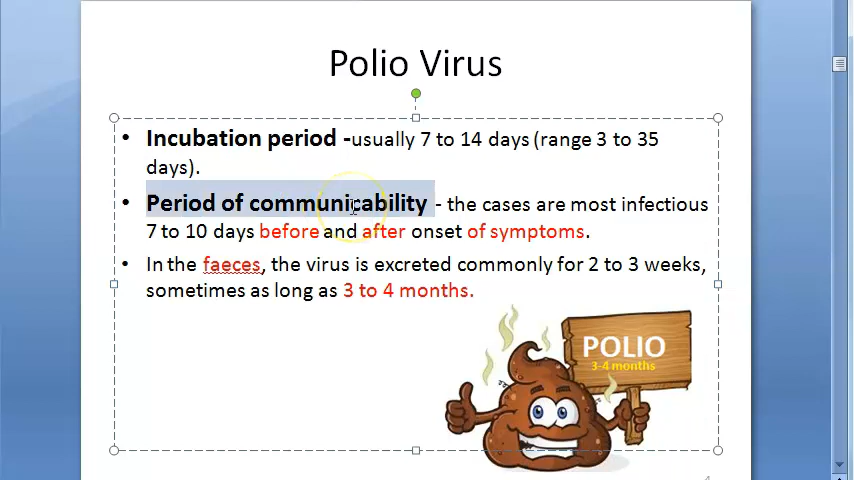 Polio Virus
• Incubation period -usually 7 to 14 days (range 3 to 35
days).
• Period of communicability - the cases are most infectious
7 to 10 days before and after onset of symptoms.
• In the faeces, the virus is excreted commonly for 2 to 3 weeks,
sometimes as long as 3 to 4 months.
POLIO
3-4 months
4